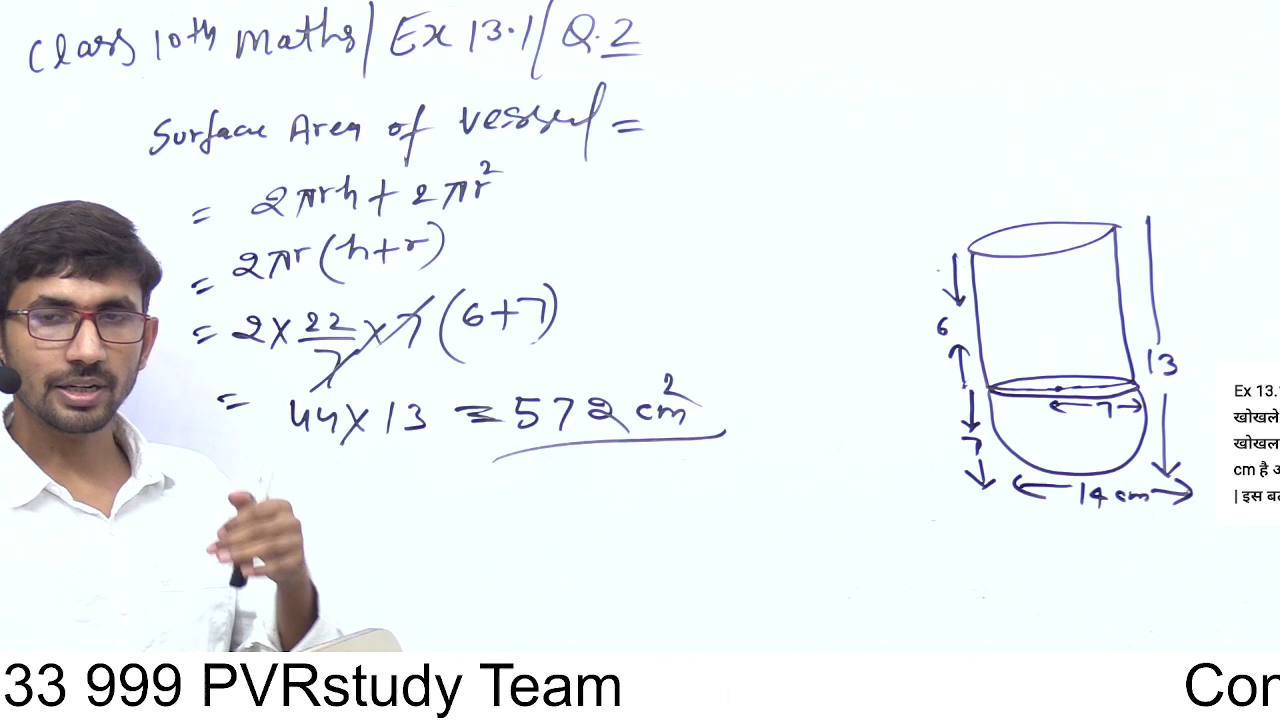 Class 10th maths / Ex 13.1 / Q.2
Surface Area of vessel =
= 2πrh + 2πr²
= 2πr (h+r)
= 2 × 22/7 × 7 (6+7)
= 44 × 13 = 572 cm²
6
13
7
7
14 cm
Ex 13.
खोखले
खोखल
cm है
| इस
33 999 PVRstudy Team
Con